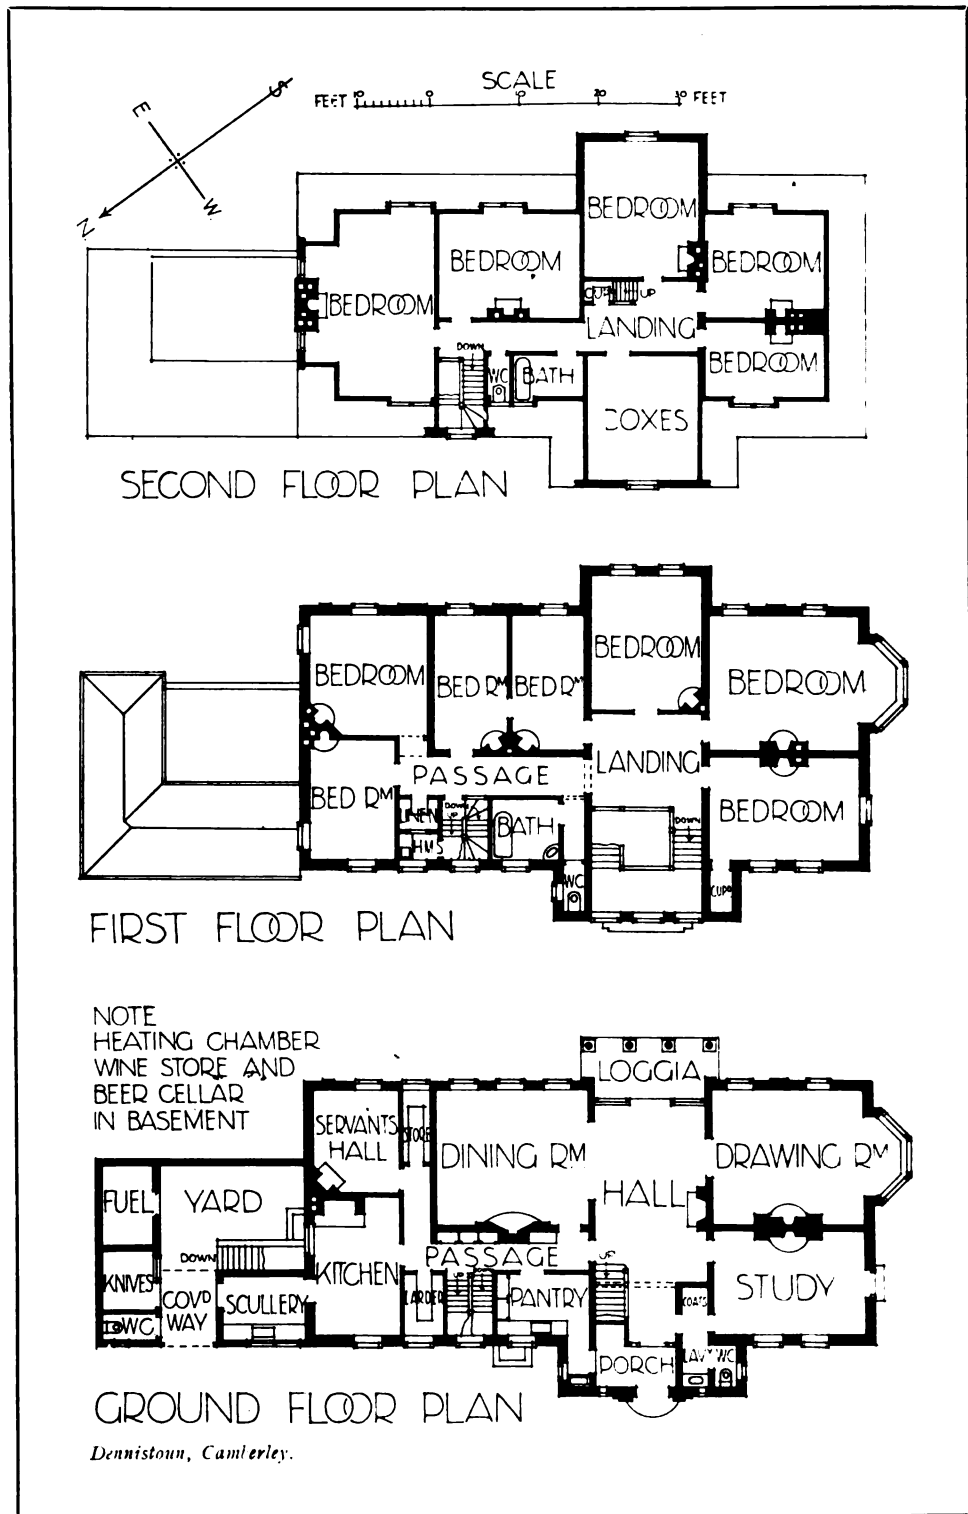 SCALE
FEET 10 0 10 20 30 FEET
S
E
W.
N.
BEDROOM
BEDROOM
BEDROOM
BEDROOM
CUPD UP
LANDING
BEDROOM
DOWN
WC
BATH
BOXES
SECOND FLOOR PLAN
BEDROOM
BEDROOM
BED RM
BED RM
BEDROOM
LANDING
PASSAGE
BED RM
LINEN
DOWN
UP
HMS
BATH
DOWN
BEDROOM
WC
CUPD
FIRST FLOOR PLAN
NOTE
HEATING CHAMBER
WINE STORE AND
BEER CELLAR
IN BASEMENT
LOGGIA
SERVANTS
HALL
STORE
DINING RM
DRAWING RM
HALL
FUEL
YARD
DOWN
PASSAGE
UP
KITCHEN
UP
DOWN
KNIVES
COVD
WAY
SCULLERY
LARDER
PANTRY
COATS
STUDY
WC
PORCH
LAVY
WC
GROUND FLOOR PLAN
Dennistoun, Camberley.